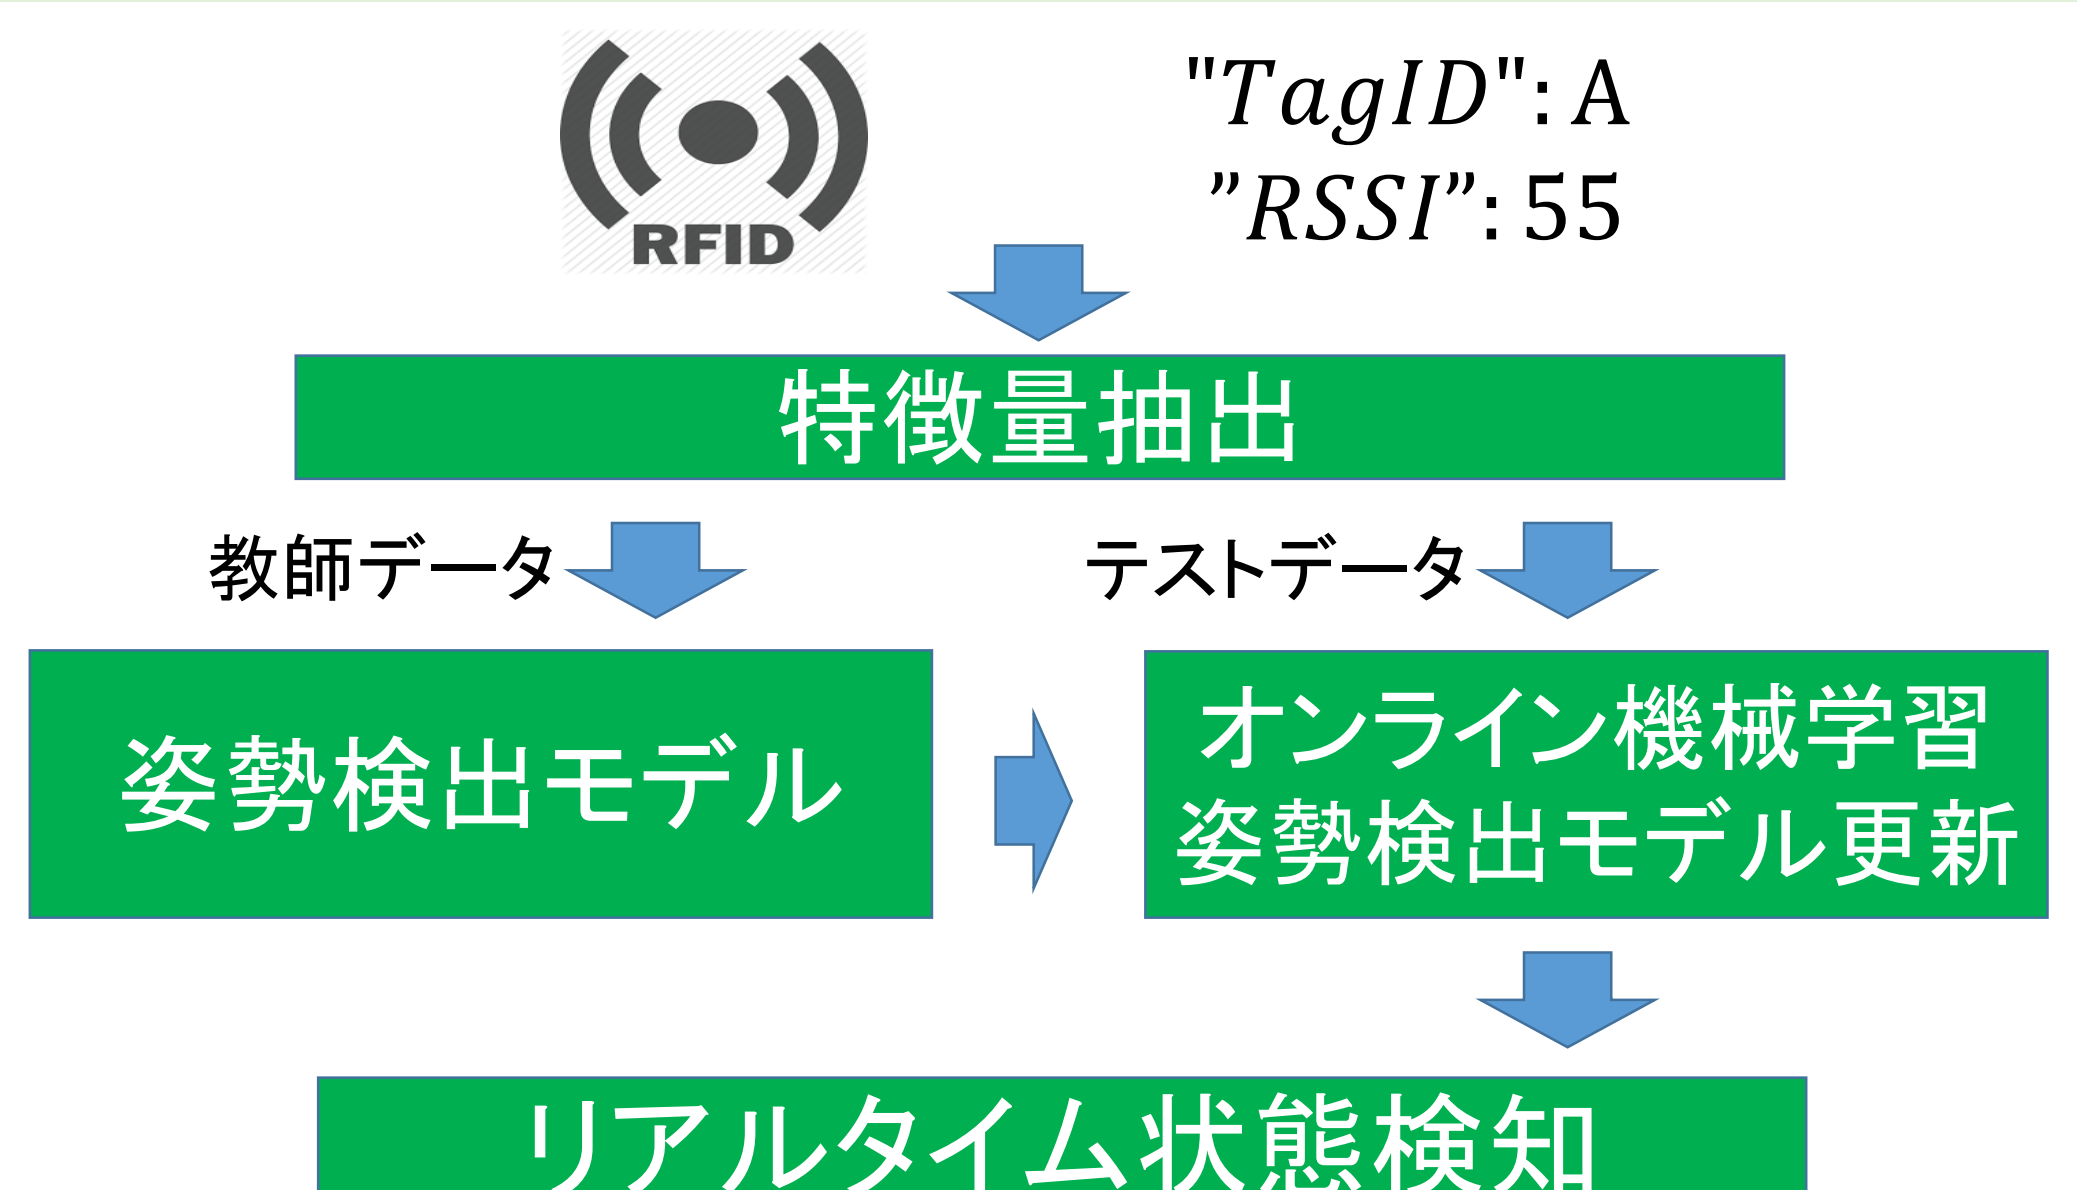 RFID
"TagID": A
”RSSI”: 55
特徴量抽出
教師データ
テストデータ
姿勢検出モデル
オンライン機械学習
姿勢検出モデル更新
リアルタイム状態検知